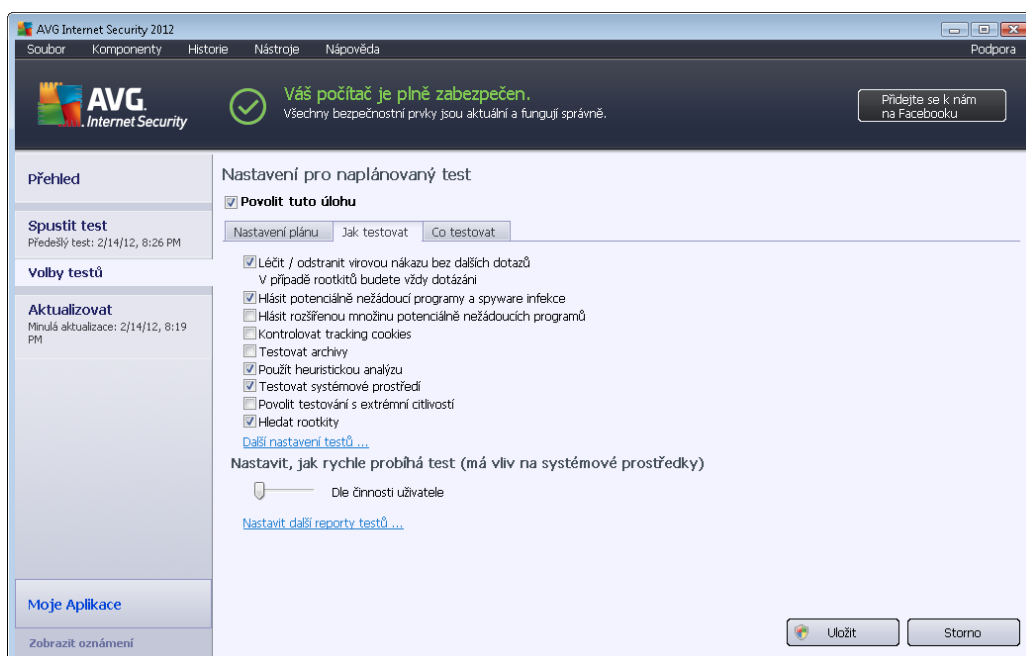 AVG Internet Security 2012
Soubor Komponenty Historie Nástroje Nápověda Podpora
AVG.
Internet Security
Váš počítač je plně zabezpečen.
Všechny bezpečnostní prvky jsou aktuální a fungují správně.
Přidejte se k nám
na Facebooku
Přehled
Spustit test
Předešlý test: 2/14/12, 8:26 PM
Volby testů
Aktualizovat
Minulá aktualizace: 2/14/12, 8:19
PM
Moje Aplikace
Zobrazit oznámení
Nastavení pro naplánovaný test
Povolit tuto úlohu
Nastavení plánu Jak testovat Co testovat
Léčit / odstranit virovou nákazu bez dalších dotazů
V případě rootkitů budete vždy dotázáni
Hlásit potenciálně nežádoucí programy a spyware infekce
Hlásit rozšířenou množinu potenciálně nežádoucích programů
Kontrolovat tracking cookies
Testovat archivy
Použít heuristickou analýzu
Testovat systémové prostředí
Povolit testování s extrémní citlivostí
Hledat rootkity
Další nastavení testů ...
Nastavit, jak rychle probíhá test (má vliv na systémové prostředky)
Dle činnosti uživatele
Nastavit další reporty testů ...
Uložit Storno